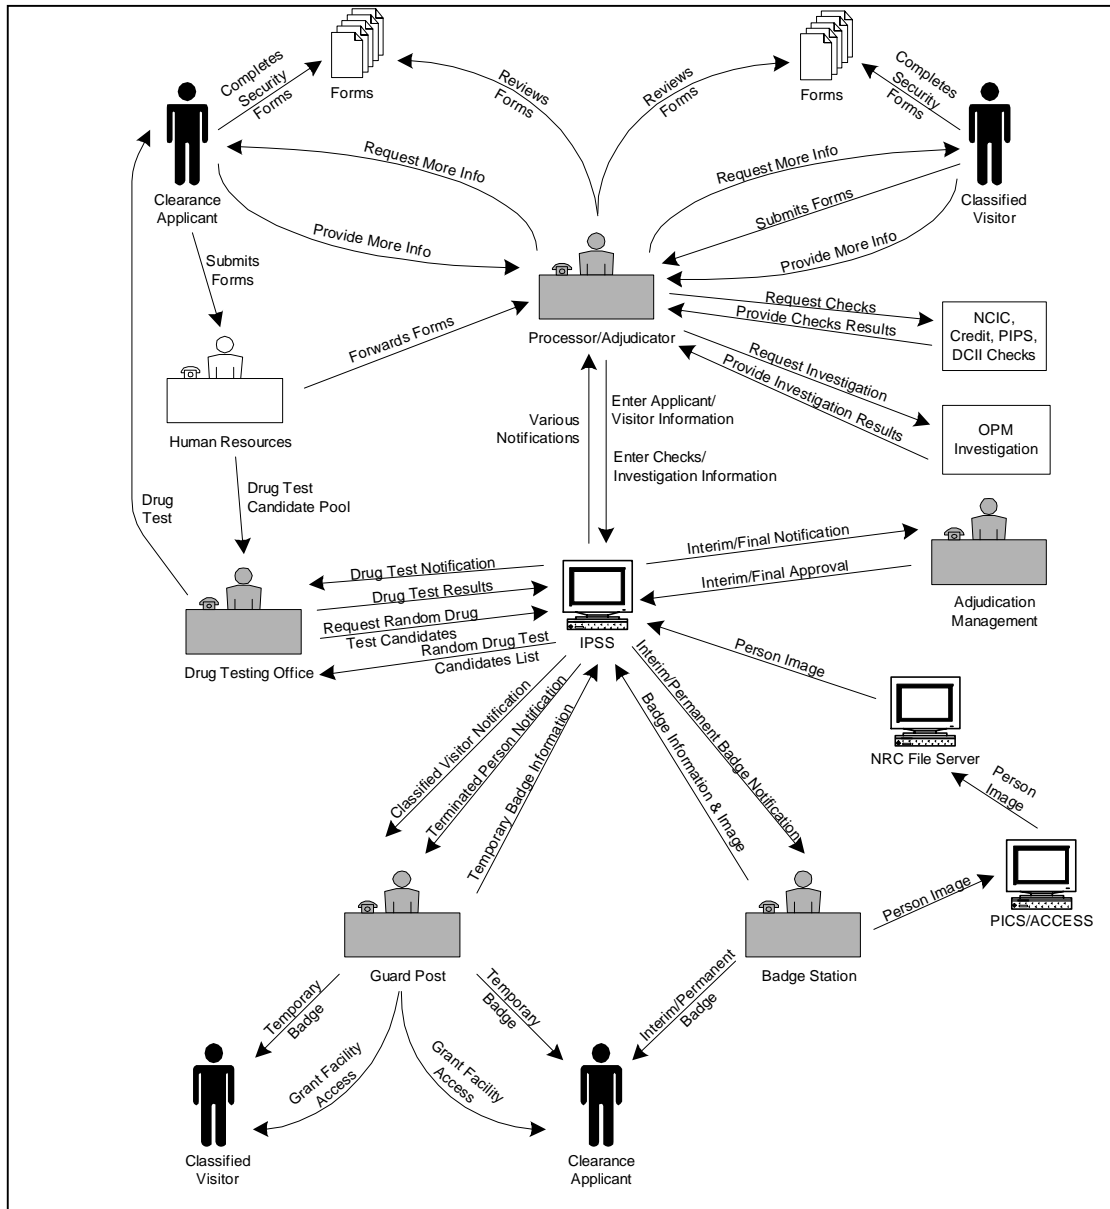 Completes
Security
Forms
Forms
Reviews
Forms
Reviews
Forms
Forms
Completes
Security
Forms
Clearance
Applicant
Request More Info
Request More Info
Classified
Visitor
Submits Forms
Provide More Info
Provide More Info
Submits
Forms
Request Checks
Provide Checks Results
NCIC,
Credit, PIPS,
DCII Checks
Processor/Adjudicator
Forwards Forms
Request Investigation
Provide Investigation Results
Human Resources
Various
Notifications
Enter Applicant/
Visitor Information
Enter Checks/
Investigation Information
OPM
Investigation
Drug
Test
Drug Test
Candidate Pool
Drug Test Notification
Drug Test Results
Request Random Drug
Test Candidates
Random Drug Test
Candidates List
Drug Testing Office
IPSS
Interim/Final Notification
Interim/Final Approval
Adjudication
Management
Person Image
NRC File Server
Person
Image
PICS/ACCESS
Person Image
Classified Visitor Notification
Terminated Person Notification
Temporary Badge Information
Badge Information & Image
Interim/Permanent Badge Notification
Guard Post
Badge Station
Temporary
Badge
Temporary
Badge
Interim/Permanent
Badge
Grant Facility
Access
Grant Facility
Access
Classified
Visitor
Clearance
Applicant